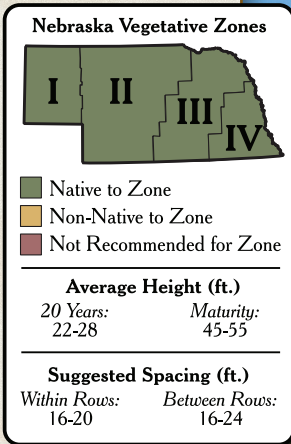 Nebraska Vegetative Zones
I II III IV
Native to Zone
Non-Native to Zone
Not Recommended for Zone
Average Height (ft.)
20 Years: Maturity:
22-28 45-55
Suggested Spacing (ft.)
Within Rows: Between Rows:
16-20 16-24